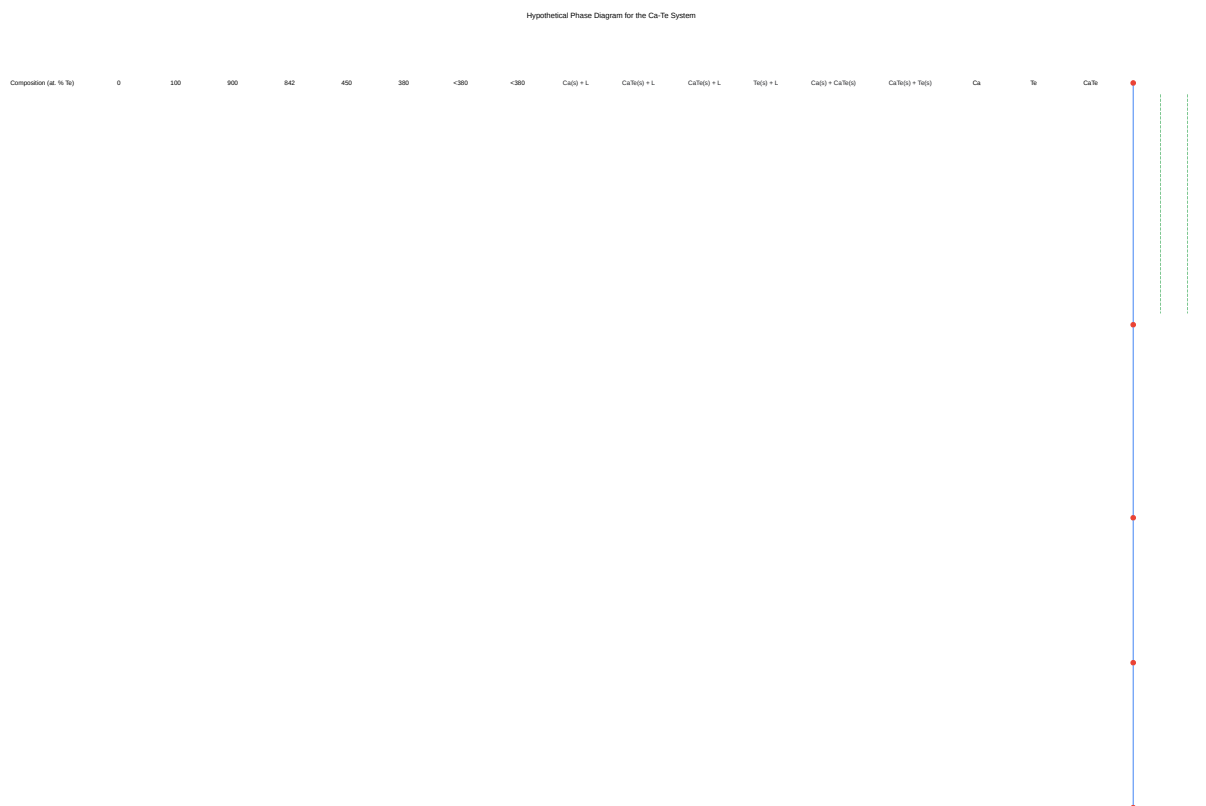 Hypothetical Phase Diagram for the Ca-Te System
Composition (at. % Te) 0 100 900 842 450 380 <380 <380 Ca(s) + L CaTe(s) + L CaTe(s) + L Te(s) + L Ca(s) + CaTe(s) CaTe(s) + Te(s) Ca Te CaTe